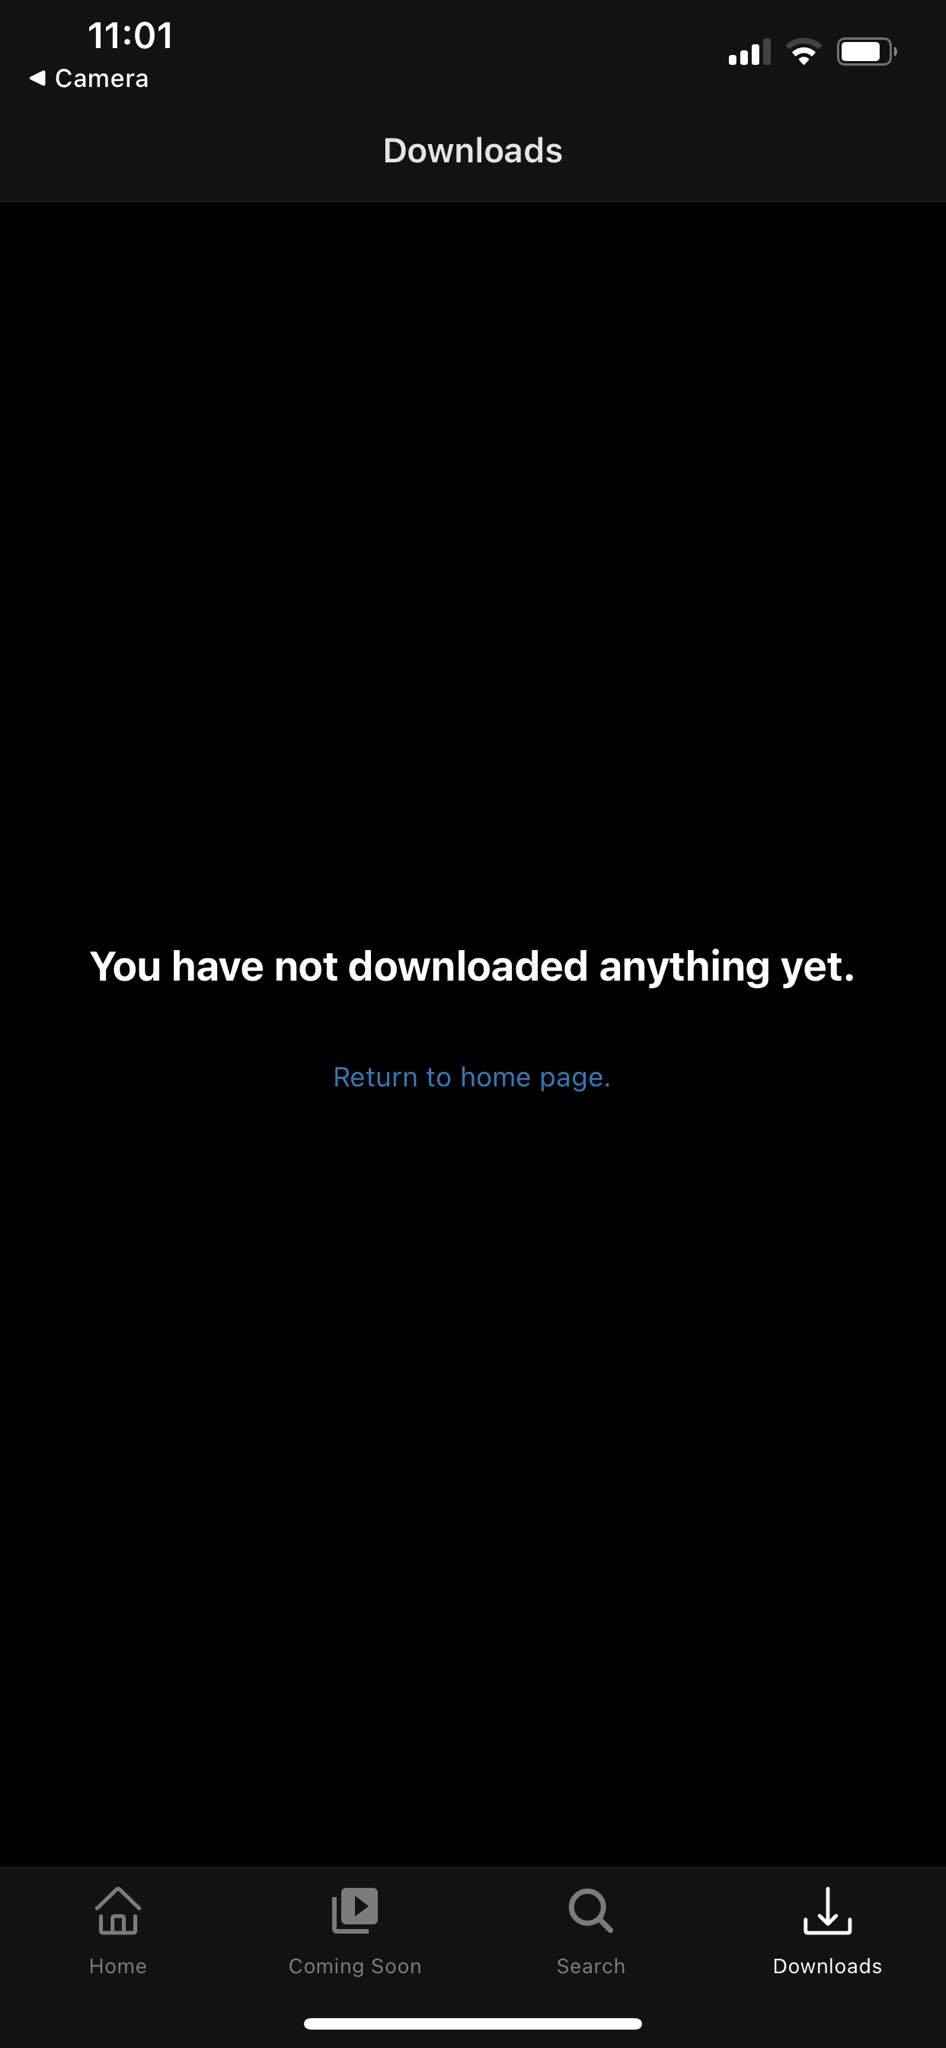 11:01
Camera
Downloads
You have not downloaded anything yet.
Return to home page.
Home
Coming Soon
Search
Downloads